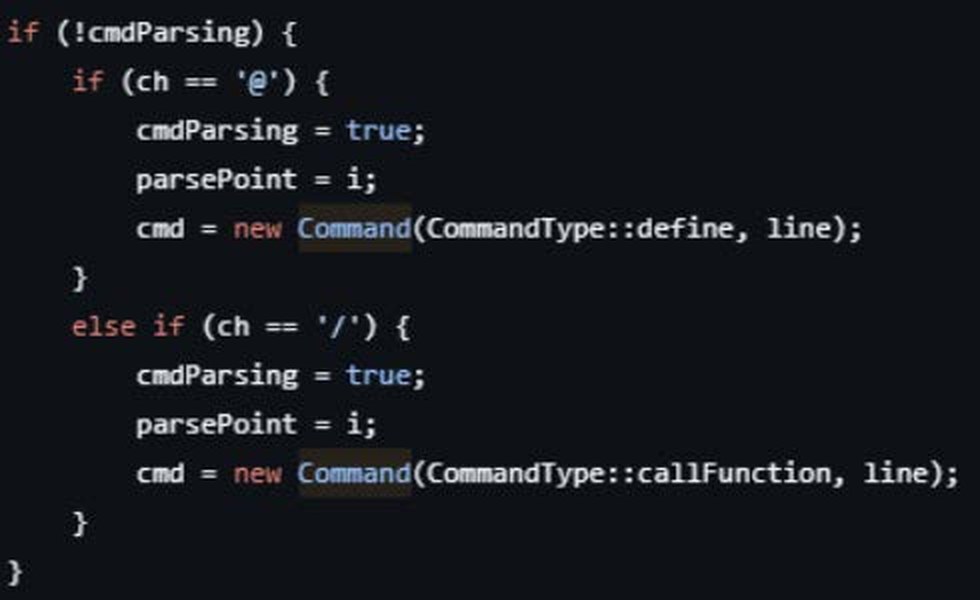 if (!cmdParsing) {
    if (ch == '@') {
        cmdParsing = true;
        parsePoint = i;
        cmd = new Command(CommandType::define, line);
    }
    else if (ch == '/') {
        cmdParsing = true;
        parsePoint = i;
        cmd = new Command(CommandType::callFunction, line);
    }
}